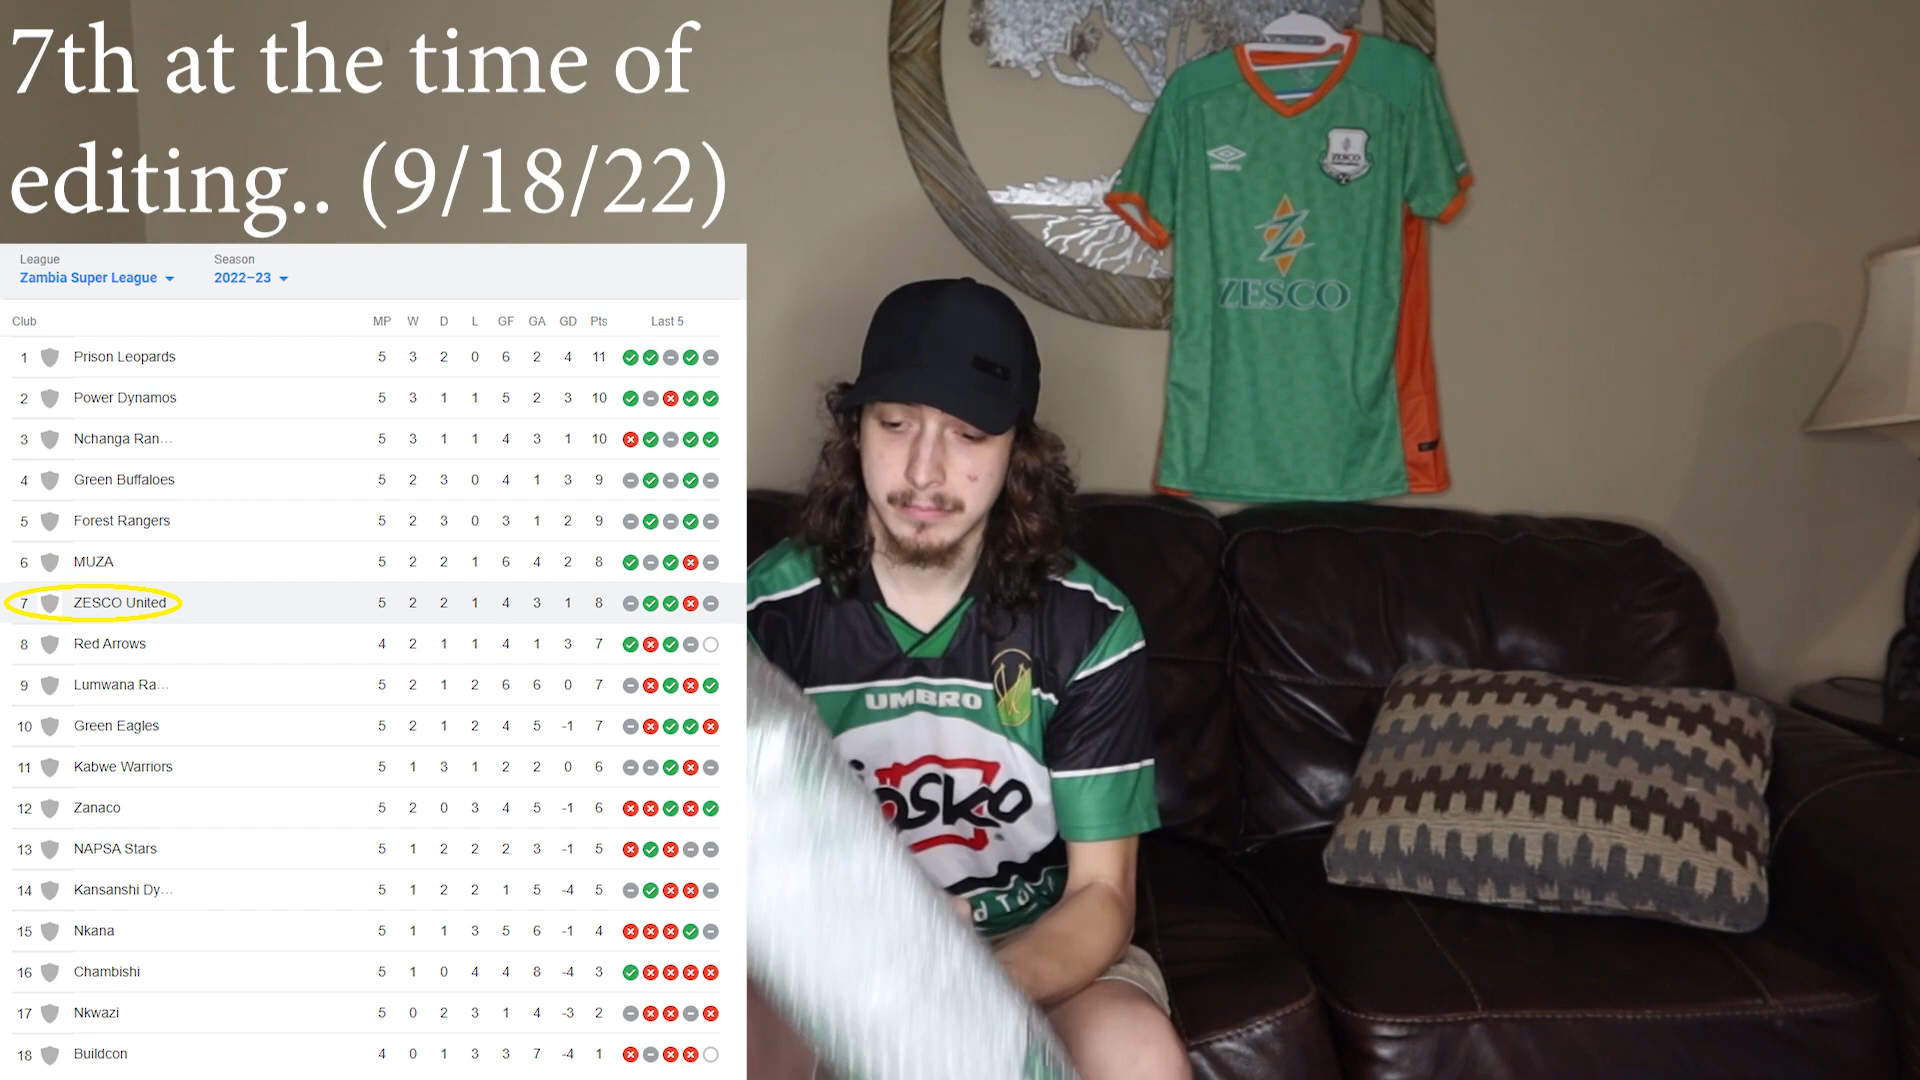 7th at the time of
editing.. (9/18/22)
League Season
Zambia Super League 2022–23
Club MP W D L GF GA GD Pts Last 5
1 Prison Leopards 5 3 2 0 6 2 4 11
2 Power Dynamos 5 3 1 1 5 2 3 10
3 Nchanga Ran... 5 3 1 1 4 3 1 10
4 Green Buffaloes 5 2 3 0 4 1 3 9
5 Forest Rangers 5 2 3 0 3 1 2 9
6 MUZA 5 2 2 1 6 4 2 8
7 ZESCO United 5 2 2 1 4 3 1 8
8 Red Arrows 4 2 1 1 4 1 3 7
9 Lumwana Ra... 5 2 1 2 6 6 0 7
10 Green Eagles 5 2 1 2 4 5 -1 7
11 Kabwe Warriors 5 1 3 1 2 2 0 6
12 Zanaco 5 2 0 3 4 5 -1 6
13 NAPSA Stars 5 1 2 2 2 3 -1 5
14 Kansanshi Dy... 5 1 2 2 1 5 -4 5
15 Nkana 5 1 1 3 5 6 -1 4
16 Chambishi 5 1 0 4 4 8 -4 3
17 Nkwazi 5 0 2 3 1 4 -3 2
18 Buildcon 4 0 1 3 3 7 -4 1
ZESCO
ZESCO
UMBRO